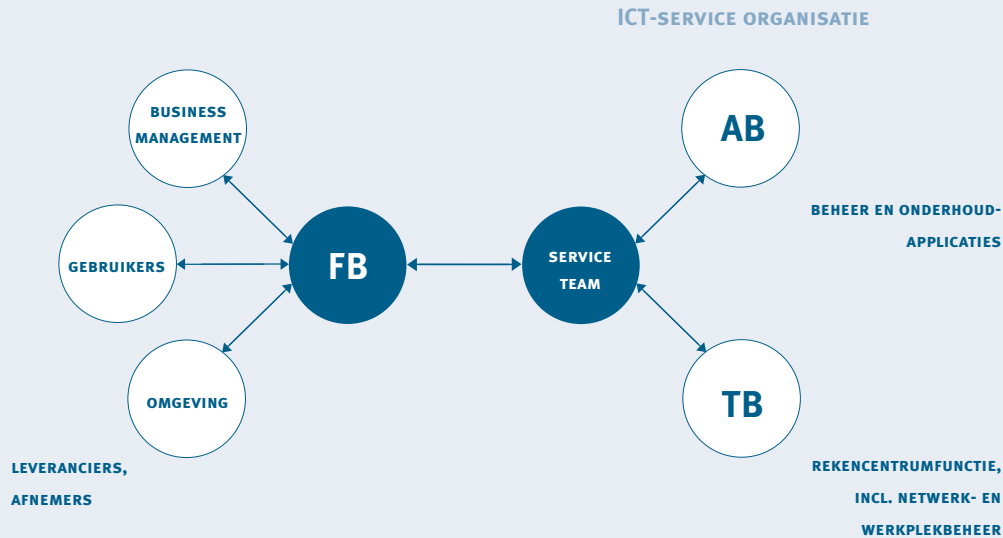 ICT-SERVICE ORGANISATIE
BUSINESS
MANAGEMENT
AB
BEHEER EN ONDERHOUD-
APPLICATIES
GEBRUIKERS
FB
SERVICE
TEAM
OMGEVING
TB
LEVERANCIERS,
AFNEMERS
REKENCENTRUMFUNCTIE,
INCL. NETWERK- EN
WERKPLEKBEHEER